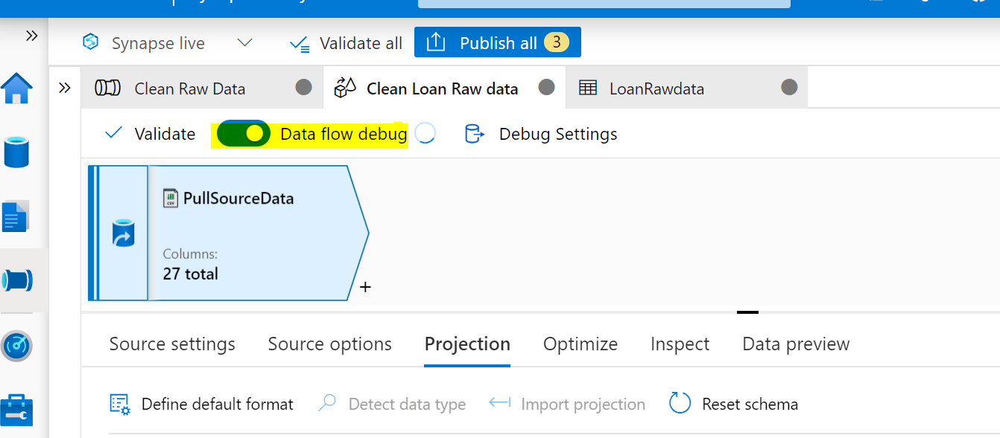 Synapse live
Validate all
Publish all 3
Clean Raw Data
Clean Loan Raw data
LoanRawdata
Validate
Data flow debug
Debug Settings
CSV
PullSourceData
Columns:
27 total
Source settings
Source options
Projection
Optimize
Inspect
Data preview
Define default format
Detect data type
Import projection
Reset schema